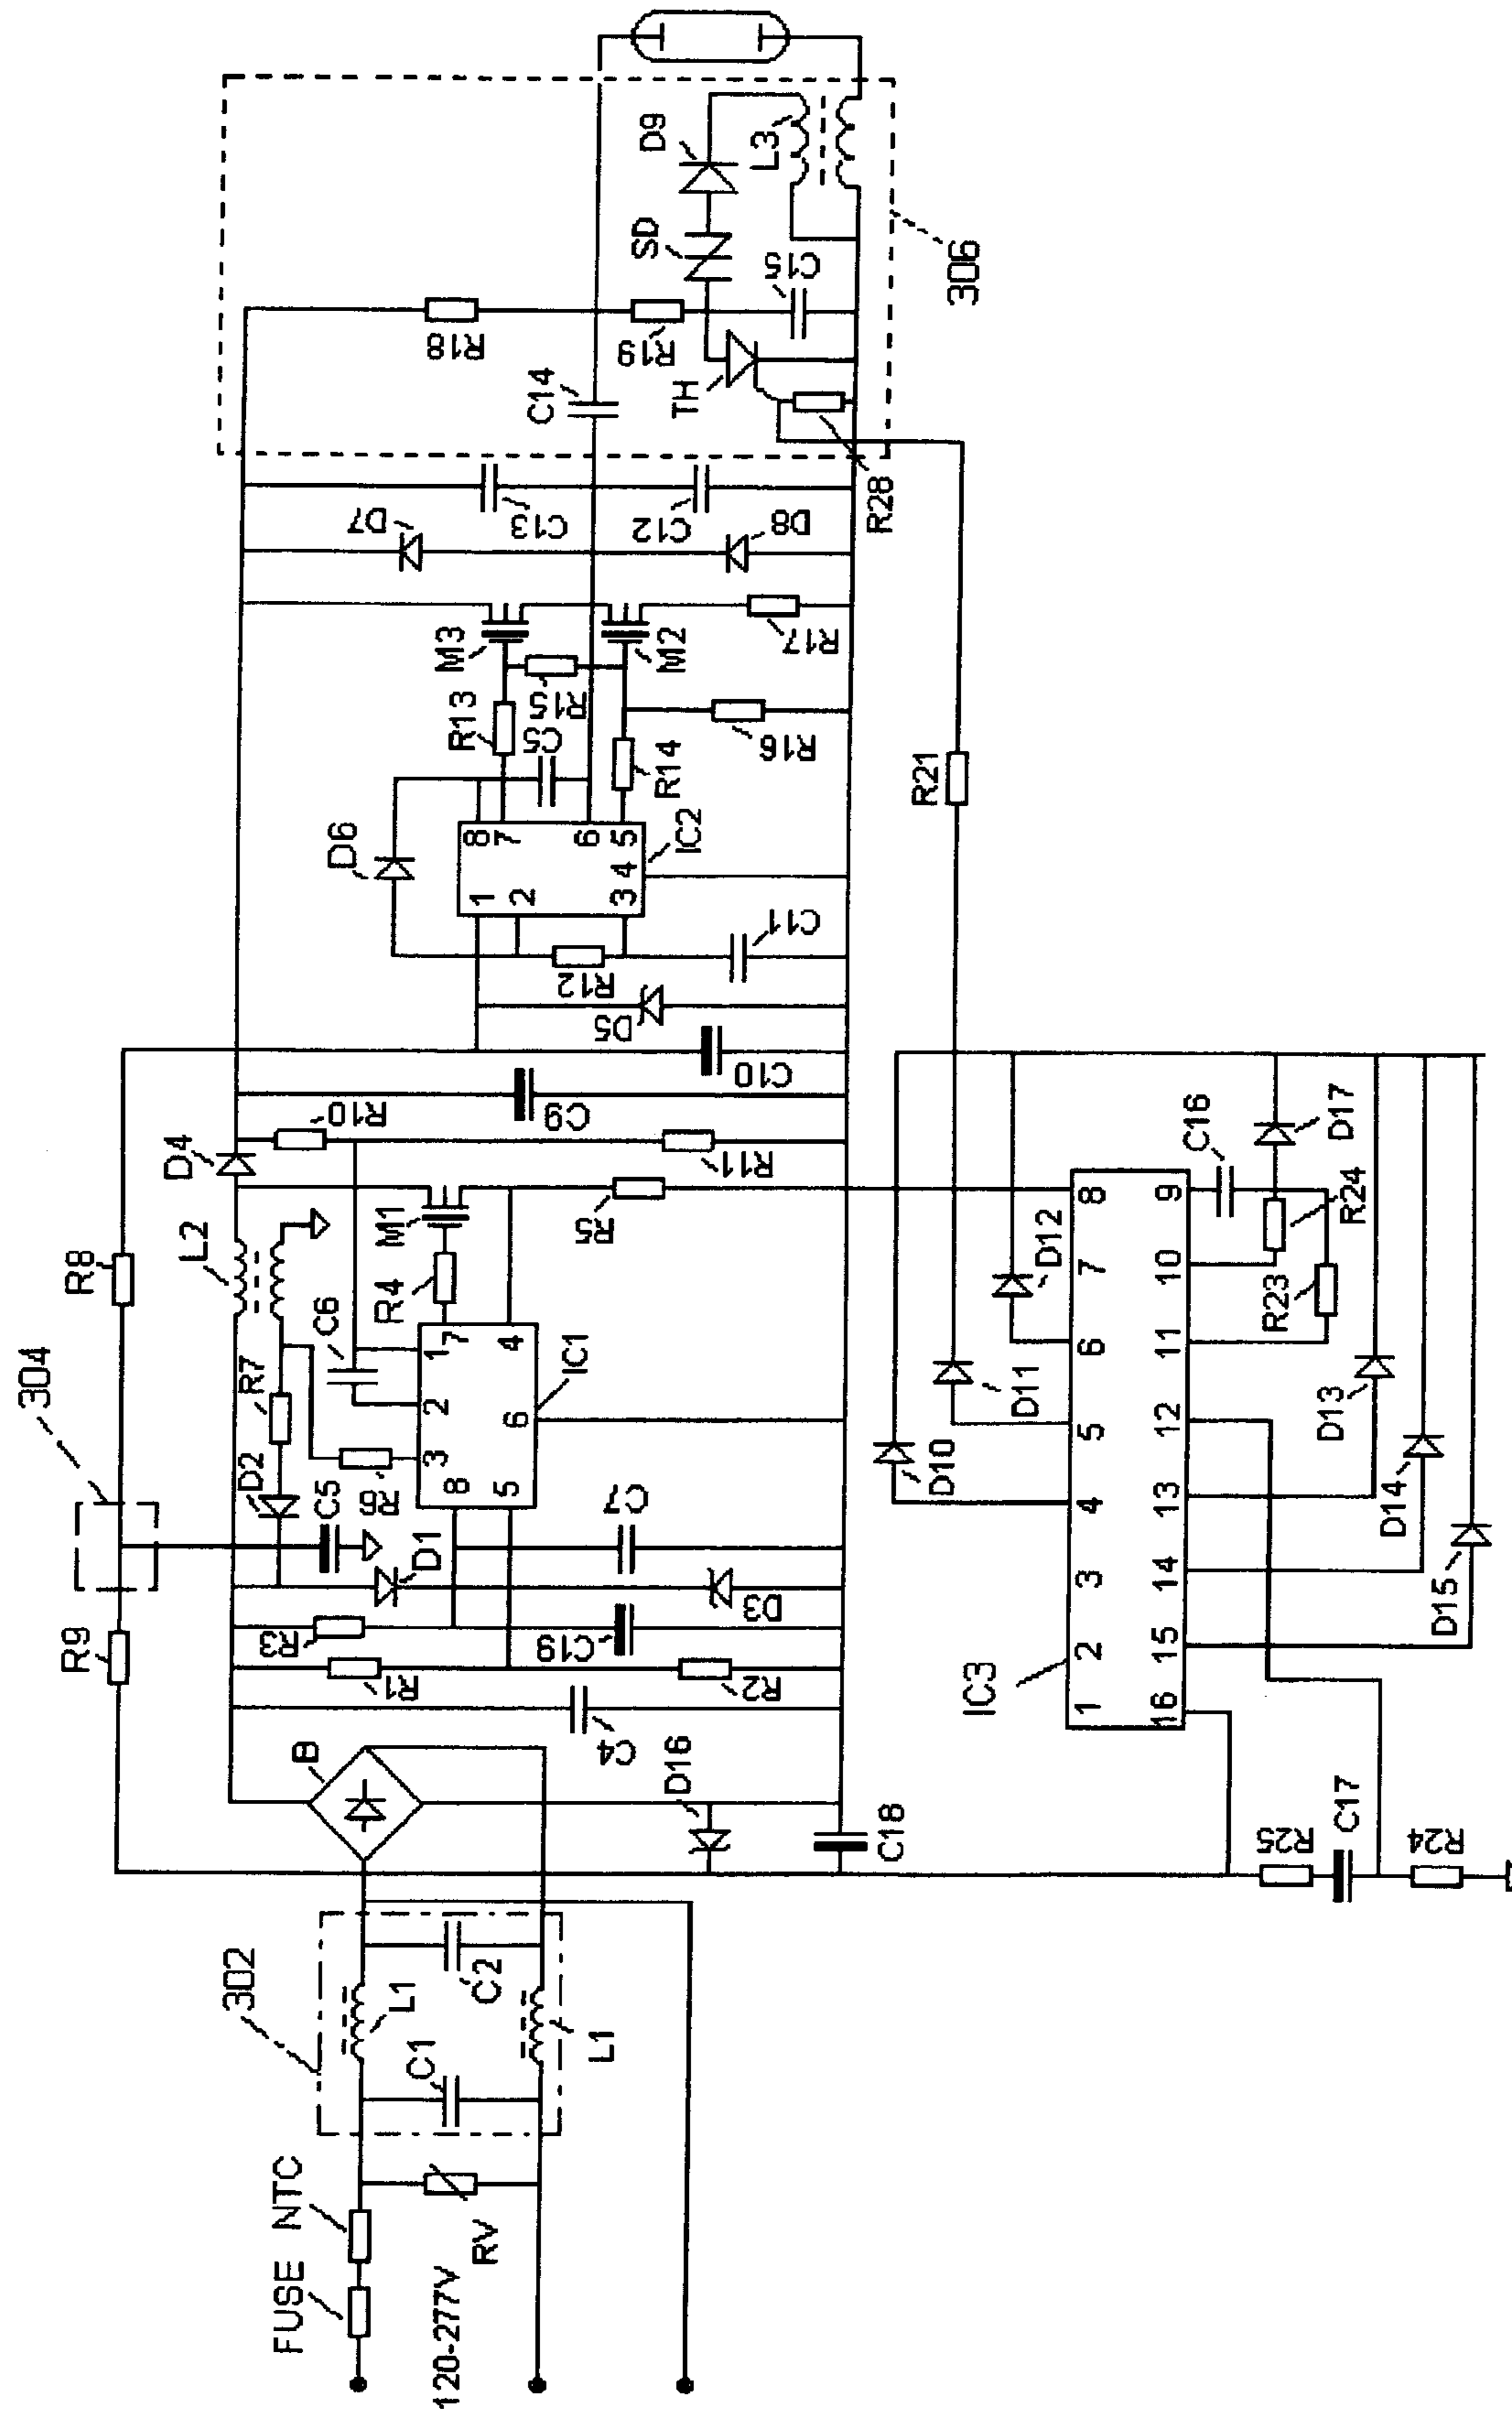 FUSE
NTC
120-277V
RV
302
C1
L1
L1
C2
B
D16
C18
C4
R9
R1
R2
R3
C19
D1
D3
304
D2
C5
R7
R6
C7
C6
8
5
3
2
6
1
7
4
IC1
R8
L2
R4
M1
R5
D4
R10
R11
C9
C10
D5
R12
C11
D6
1
2
3
4
8
7
6
5
IC2
C5
R13
R14
R15
R16
M3
M2
R17
D7
D8
C13
C12
C14
R18
R19
TH
R28
SD
D9
C15
L3
306
R21
IC3
1
2
3
4
5
6
7
8
16
15
14
13
12
11
10
9
D10
D11
D12
C16
D17
R24
R23
D13
D14
D15
R25
C17
R24